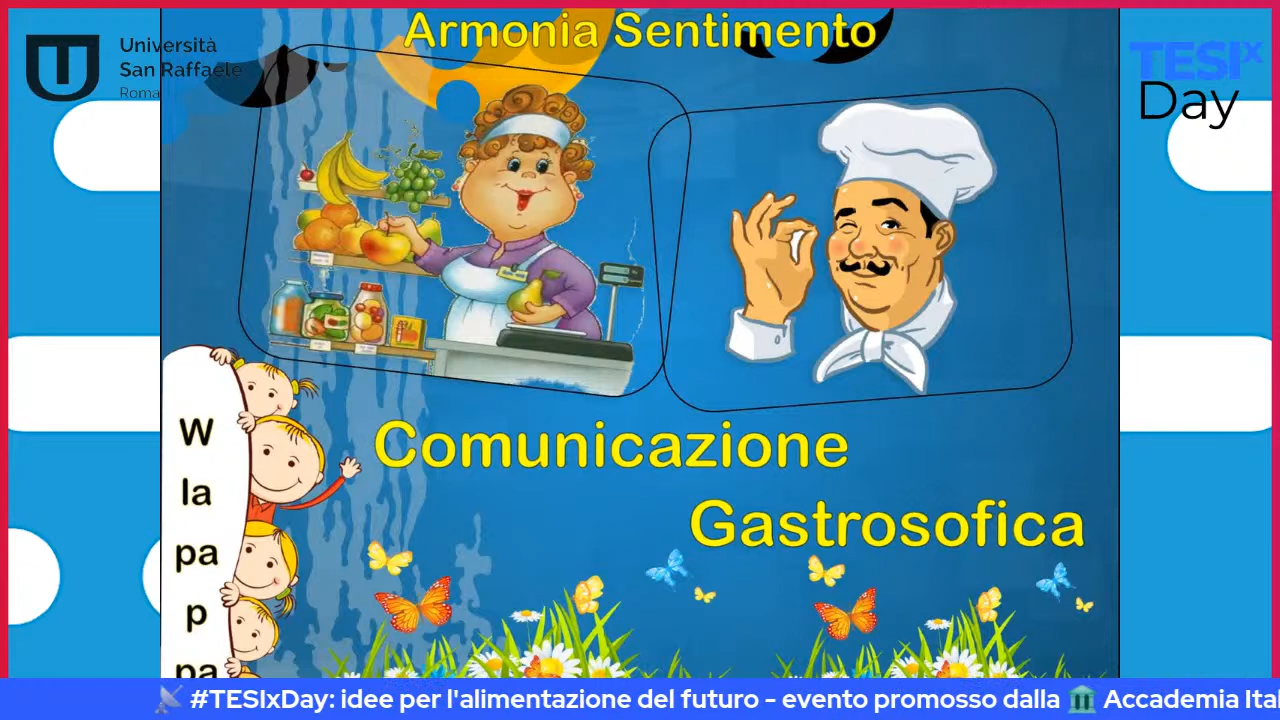 Armonia Sentimento
Università
San Raffaele
Roma
TESIx
Day
Comunicazione
Gastrosofica
W
la
pa
p
pa
#TESIxDay: idee per l'alimentazione del futuro - evento promosso dalla 🏛️ Accademia Ital